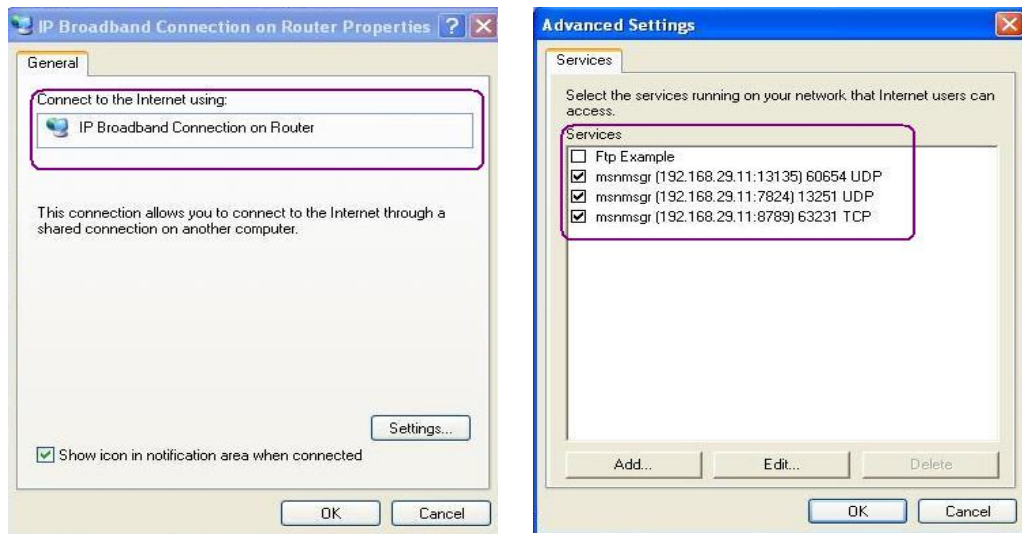 IP Broadband Connection on Router Properties
General
Connect to the Internet using:
IP Broadband Connection on Router
This connection allows you to connect to the Internet through a
shared connection on another computer.
Settings...
Show icon in notification area when connected
OK
Cancel
Advanced Settings
Services
Select the services running on your network that Internet users can
access.
Services
Ftp Example
msnmsgr (192.168.29.11:13135) 60654 UDP
msnmsgr (192.168.29.11:7824) 13251 UDP
msnmsgr (192.168.29.11:8789) 63231 TCP
Add...
Edit...
Delete
OK
Cancel